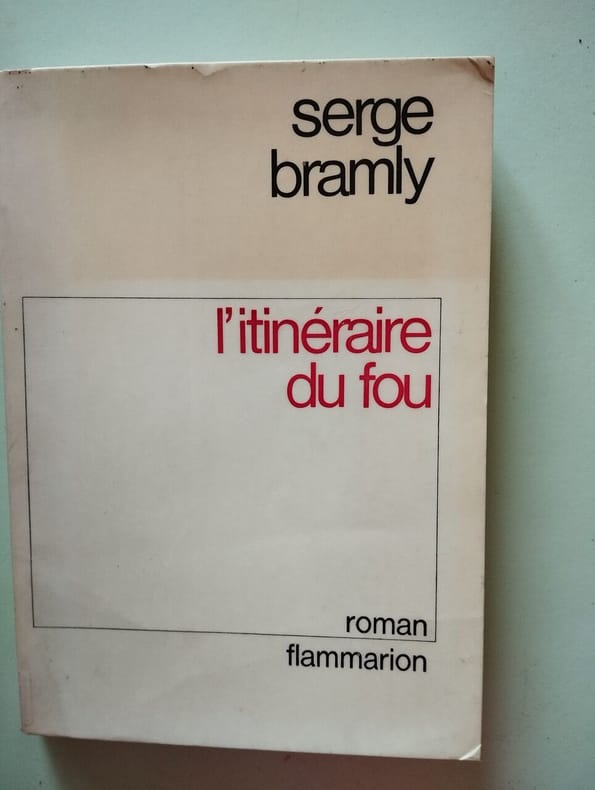 serge
bramly
l'itinéraire
du fou
roman
flammarion